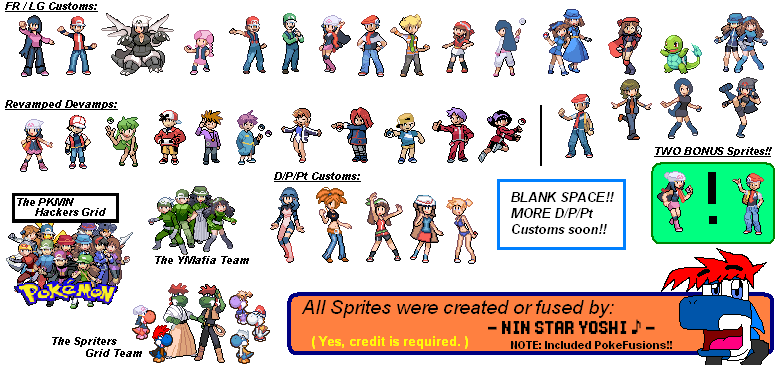 FR / LG Customs:
Revamped Devamps:
TWO BONUS Sprites!!
D/P/Pt Customs:
BLANK SPACE!!
MORE D/P/Pt
Customs soon!!
!
The PKMN
Hackers Grid
POKéMON
The YMafia Team
The Spriters
Grid Team
All Sprites were created or fused by:
- NIN STAR YOSHI ♪ -
( Yes, credit is required. )
NOTE: Included PokeFusions!!